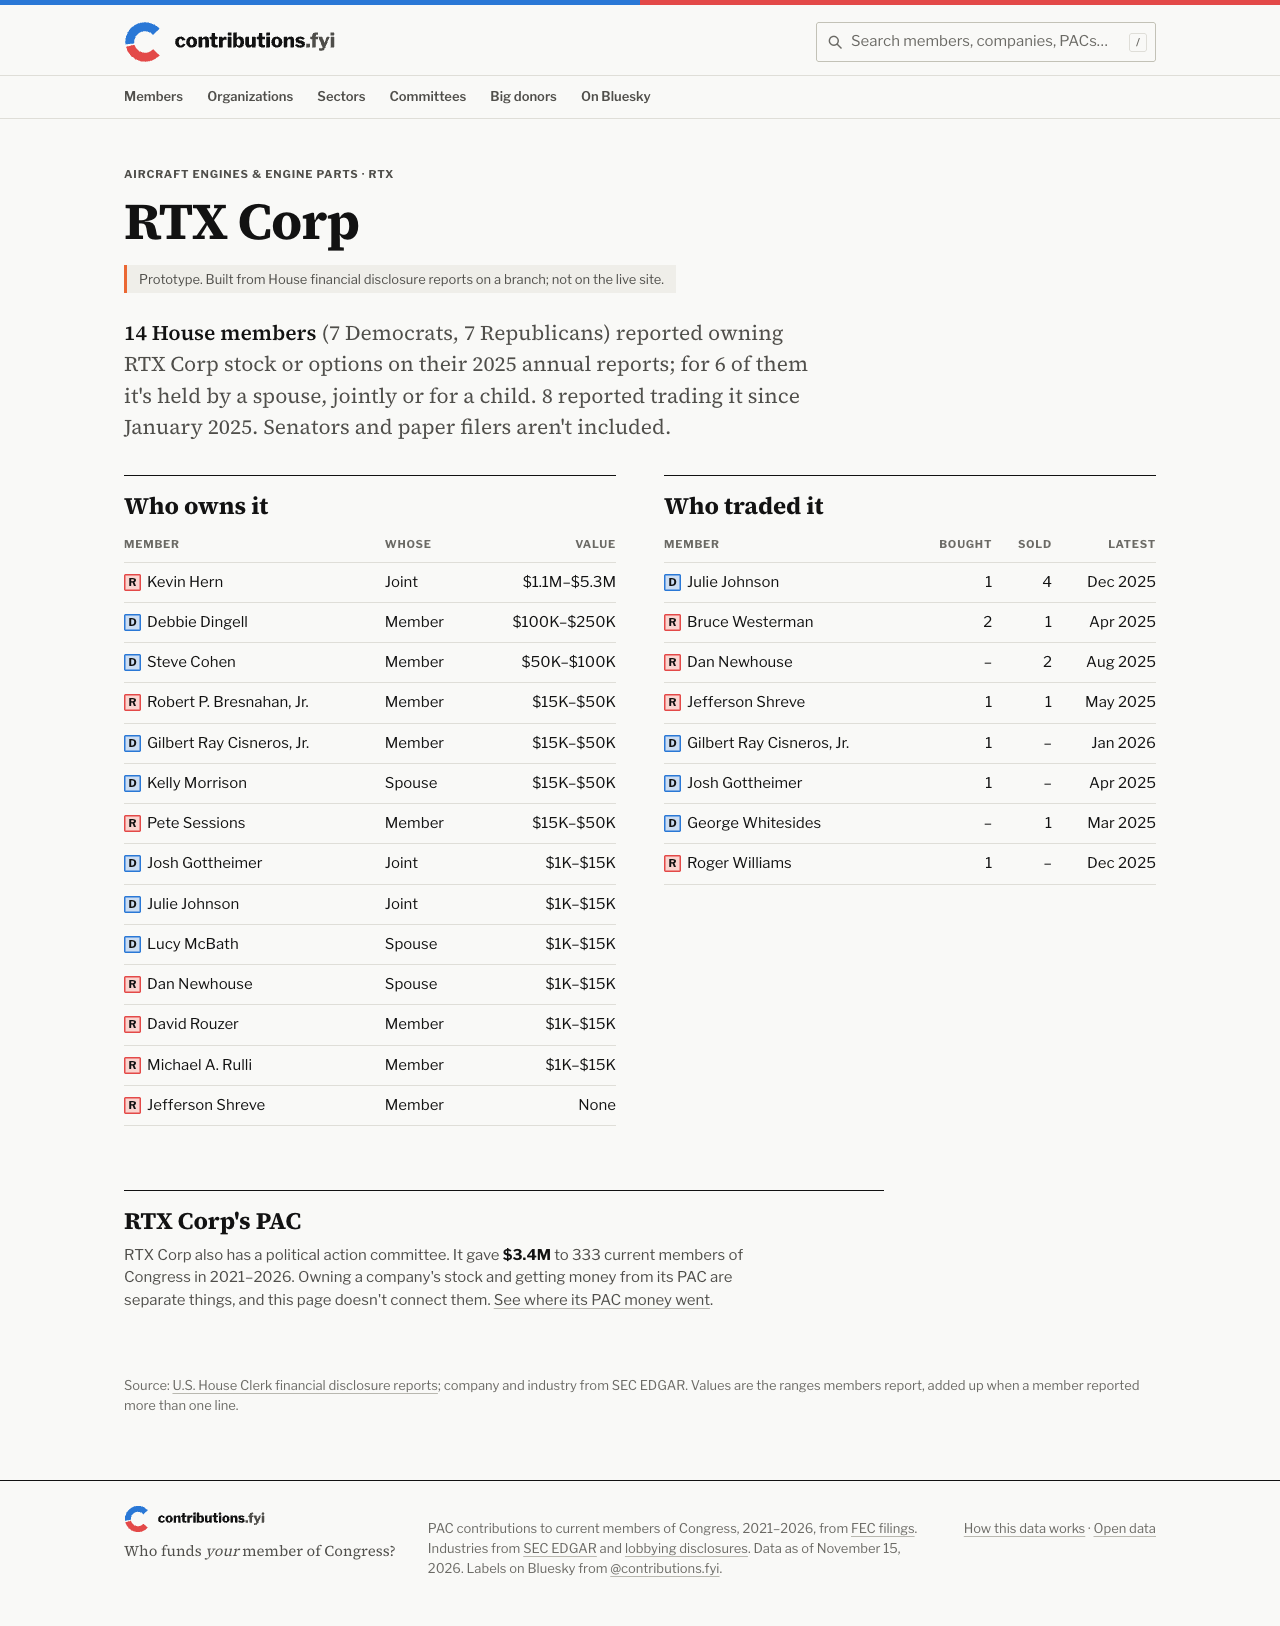 contributions.fyi
Search members, companies, PACs... /
Members Organizations Sectors Committees Big donors On Bluesky
AIRCRAFT ENGINES & ENGINE PARTS · RTX
RTX Corp
Prototype. Built from House financial disclosure reports on a branch; not on the live site.
14 House members (7 Democrats, 7 Republicans) reported owning
RTX Corp stock or options on their 2025 annual reports; for 6 of them
it's held by a spouse, jointly or for a child. 8 reported trading it since
January 2025. Senators and paper filers aren't included.
Who owns it
MEMBER WHOSE VALUE
R Kevin Hern Joint $1.1M–$5.3M
D Debbie Dingell Member $100K–$250K
D Steve Cohen Member $50K–$100K
R Robert P. Bresnahan, Jr. Member $15K–$50K
D Gilbert Ray Cisneros, Jr. Member $15K–$50K
D Kelly Morrison Spouse $15K–$50K
R Pete Sessions Member $15K–$50K
D Josh Gottheimer Joint $1K–$15K
D Julie Johnson Joint $1K–$15K
D Lucy McBath Spouse $1K–$15K
R Dan Newhouse Spouse $1K–$15K
R David Rouzer Member $1K–$15K
R Michael A. Rulli Member $1K–$15K
R Jefferson Shreve Member None
Who traded it
MEMBER BOUGHT SOLD LATEST
D Julie Johnson 1 4 Dec 2025
R Bruce Westerman 2 1 Apr 2025
R Dan Newhouse – 2 Aug 2025
R Jefferson Shreve 1 1 May 2025
D Gilbert Ray Cisneros, Jr. 1 – Jan 2026
D Josh Gottheimer 1 – Apr 2025
D George Whitesides – 1 Mar 2025
R Roger Williams 1 – Dec 2025
RTX Corp's PAC
RTX Corp also has a political action committee. It gave $3.4M to 333 current members of
Congress in 2021–2026. Owning a company's stock and getting money from its PAC are
separate things, and this page doesn't connect them. See where its PAC money went.
Source: U.S. House Clerk financial disclosure reports; company and industry from SEC EDGAR. Values are the ranges members report, added up when a member reported
more than one line.
contributions.fyi
Who funds your member of Congress?
PAC contributions to current members of Congress, 2021–2026, from FEC filings.
Industries from SEC EDGAR and lobbying disclosures. Data as of November 15,
2026. Labels on Bluesky from @contributions.fyi.
How this data works · Open data